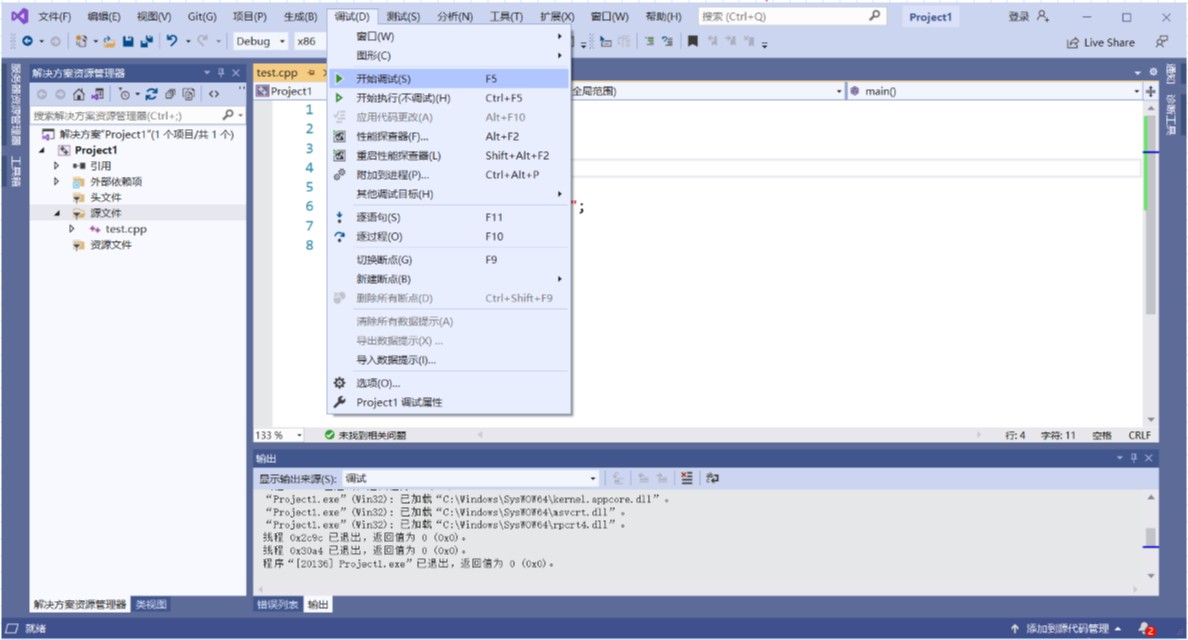 文件(F) 编辑(E) 视图(V) Git(G) 项目(P) 生成(B) 调试(D) 测试(S) 分析(N) 工具(T) 扩展(X) 窗口(W) 帮助(H) 搜索 (Ctrl+Q) Project1 登录
Debug x86 Live Share
服务器资源管理器
工具箱
解决方案资源管理器
搜索解决方案资源管理器(Ctrl+;)
解决方案"Project1"(1 个项目/共 1 个)
Project1
引用
外部依赖项
头文件
源文件
test.cpp
资源文件
解决方案资源管理器 类视图
test.cpp
Project1 全局范围) main()
1
2
3
4
5
6 ";
7
8
窗口(W)
图形(C)
开始调试(S) F5
开始执行(不调试)(H) Ctrl+F5
应用代码更改(A) Alt+F10
性能探查器(F)... Alt+F2
重启性能探查器(L) Shift+Alt+F2
附加到进程(P)... Ctrl+Alt+P
其他调试目标(H)
逐语句(S) F11
逐过程(O) F10
切换断点(G) F9
新建断点(B)
删除所有断点(D) Ctrl+Shift+F9
清除所有数据提示(A)
导出数据提示(X) ...
导入数据提示(I)...
选项(O)...
Project1 调试属性
通知
诊断工具
133 % 未找到相关问题 行: 4 字符: 11 空格 CRLF
输出
显示输出来源(S): 调试
“Project1.exe”(Win32): 已加载“C:\Windows\SysWOW64\kernel.appcore.dll”。
“Project1.exe”(Win32): 已加载“C:\Windows\SysWOW64\msvcrt.dll”。
“Project1.exe”(Win32): 已加载“C:\Windows\SysWOW64\rpcrt4.dll”。
线程 0x2c9c 已退出，返回值为 0 (0x0)。
线程 0x30a4 已退出，返回值为 0 (0x0)。
程序“[20136] Project1.exe”已退出，返回值为 0 (0x0)。
错误列表 输出
就绪 添加到源代码管理 2